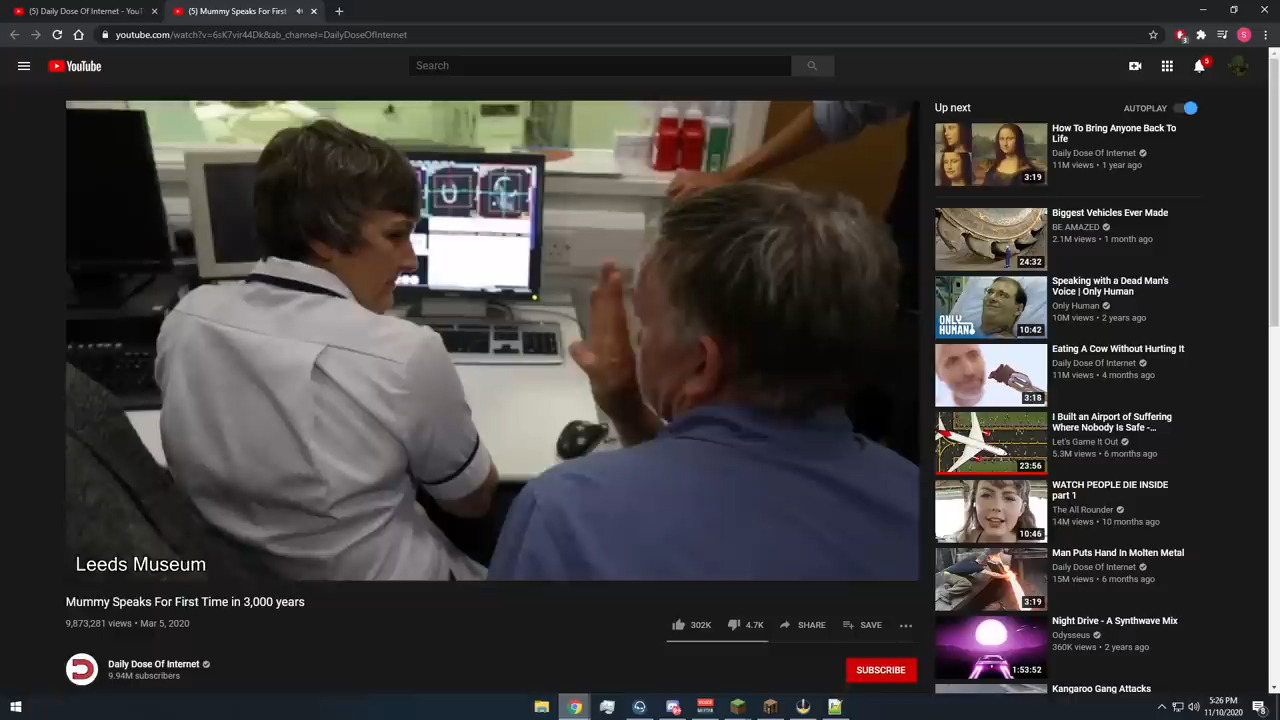 (5) Daily Dose Of Internet - YouT
(5) Mummy Speaks For First
youtube.com/watch?v=6sK7vir44Dk&ab_channel=DailyDoseOfInternet
S
3
YouTube
Search
5
Leeds Museum
Mummy Speaks For First Time in 3,000 years
9,873,281 views • Mar 5, 2020
302K
4.7K
SHARE
SAVE
Daily Dose Of Internet
9.94M subscribers
SUBSCRIBE
Up next
AUTOPLAY
How To Bring Anyone Back To
Life
Daily Dose Of Internet
11M views • 1 year ago
3:19
Biggest Vehicles Ever Made
BE AMAZED
2.1M views • 1 month ago
24:32
Speaking with a Dead Man's
Voice | Only Human
Only Human
10M views • 2 years ago
ONLY
HUMAN
10:42
Eating A Cow Without Hurting It
Daily Dose Of Internet
11M views • 4 months ago
3:18
I Built an Airport of Suffering
Where Nobody Is Safe -...
Let's Game It Out
5.3M views • 6 months ago
23:56
WATCH PEOPLE DIE INSIDE
part 1
The All Rounder
14M views • 10 months ago
10:46
Man Puts Hand In Molten Metal
Daily Dose Of Internet
15M views • 6 months ago
3:19
Night Drive - A Synthwave Mix
Odysseus
360K views • 2 years ago
1:53:52
Kangaroo Gang Attacks
5:26 PM
11/10/2020
8